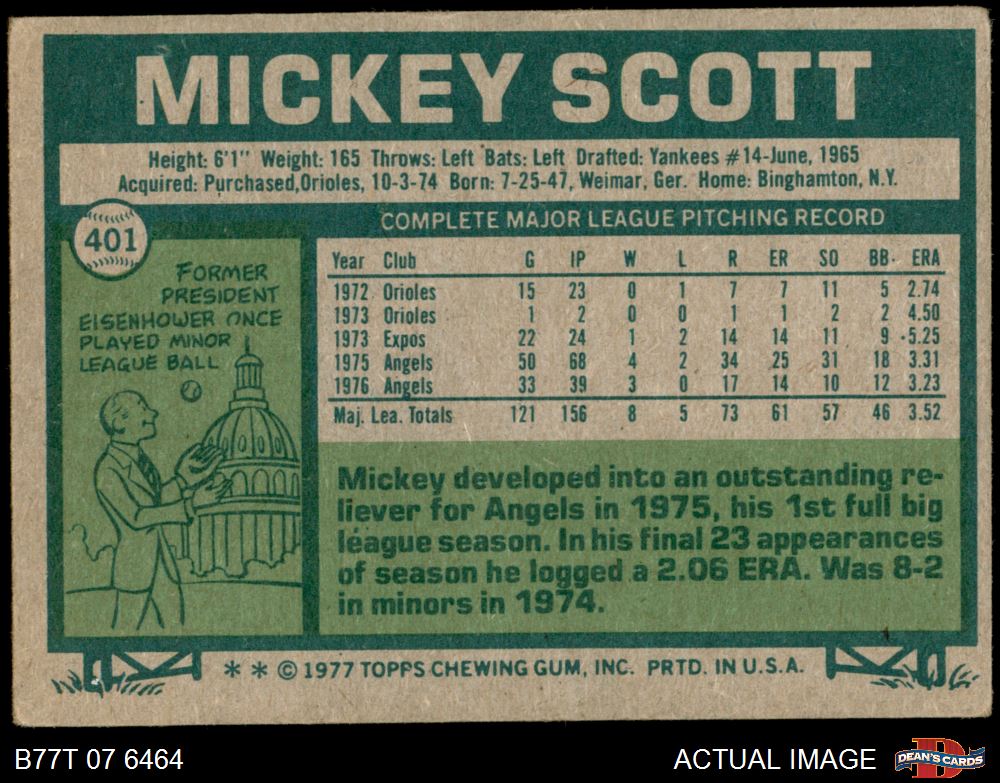 MICKEY SCOTT
Height: 6'1" Weight: 165 Throws: Left Bats: Left Drafted: Yankees #14-June, 1965
Acquired: Purchased,Orioles, 10-3-74 Born: 7-25-47, Weimar, Ger. Home: Binghamton, N.Y.
401
FORMER
PRESIDENT
EISENHOWER ONCE
PLAYED MINOR
LEAGUE BALL
COMPLETE MAJOR LEAGUE PITCHING RECORD
Year Club G IP W L R ER SO BB ERA
1972 Orioles 15 23 0 1 7 7 11 5 2.74
1973 Orioles 1 2 0 0 1 1 2 2 4.50
1973 Expos 22 24 1 2 14 14 11 9 5.25
1975 Angels 50 68 4 2 34 25 31 18 3.31
1976 Angels 33 39 3 0 17 14 10 12 3.23
Maj. Lea. Totals 121 156 8 5 73 61 57 46 3.52
Mickey developed into an outstanding re-
liever for Angels in 1975, his 1st full big
league season. In his final 23 appearances
of season he logged a 2.06 ERA. Was 8-2
in minors in 1974.
* * © 1977 TOPPS CHEWING GUM, INC. PRTD. IN U.S.A.
B77T 07 6464
ACTUAL IMAGE
DEAN'S CARDS